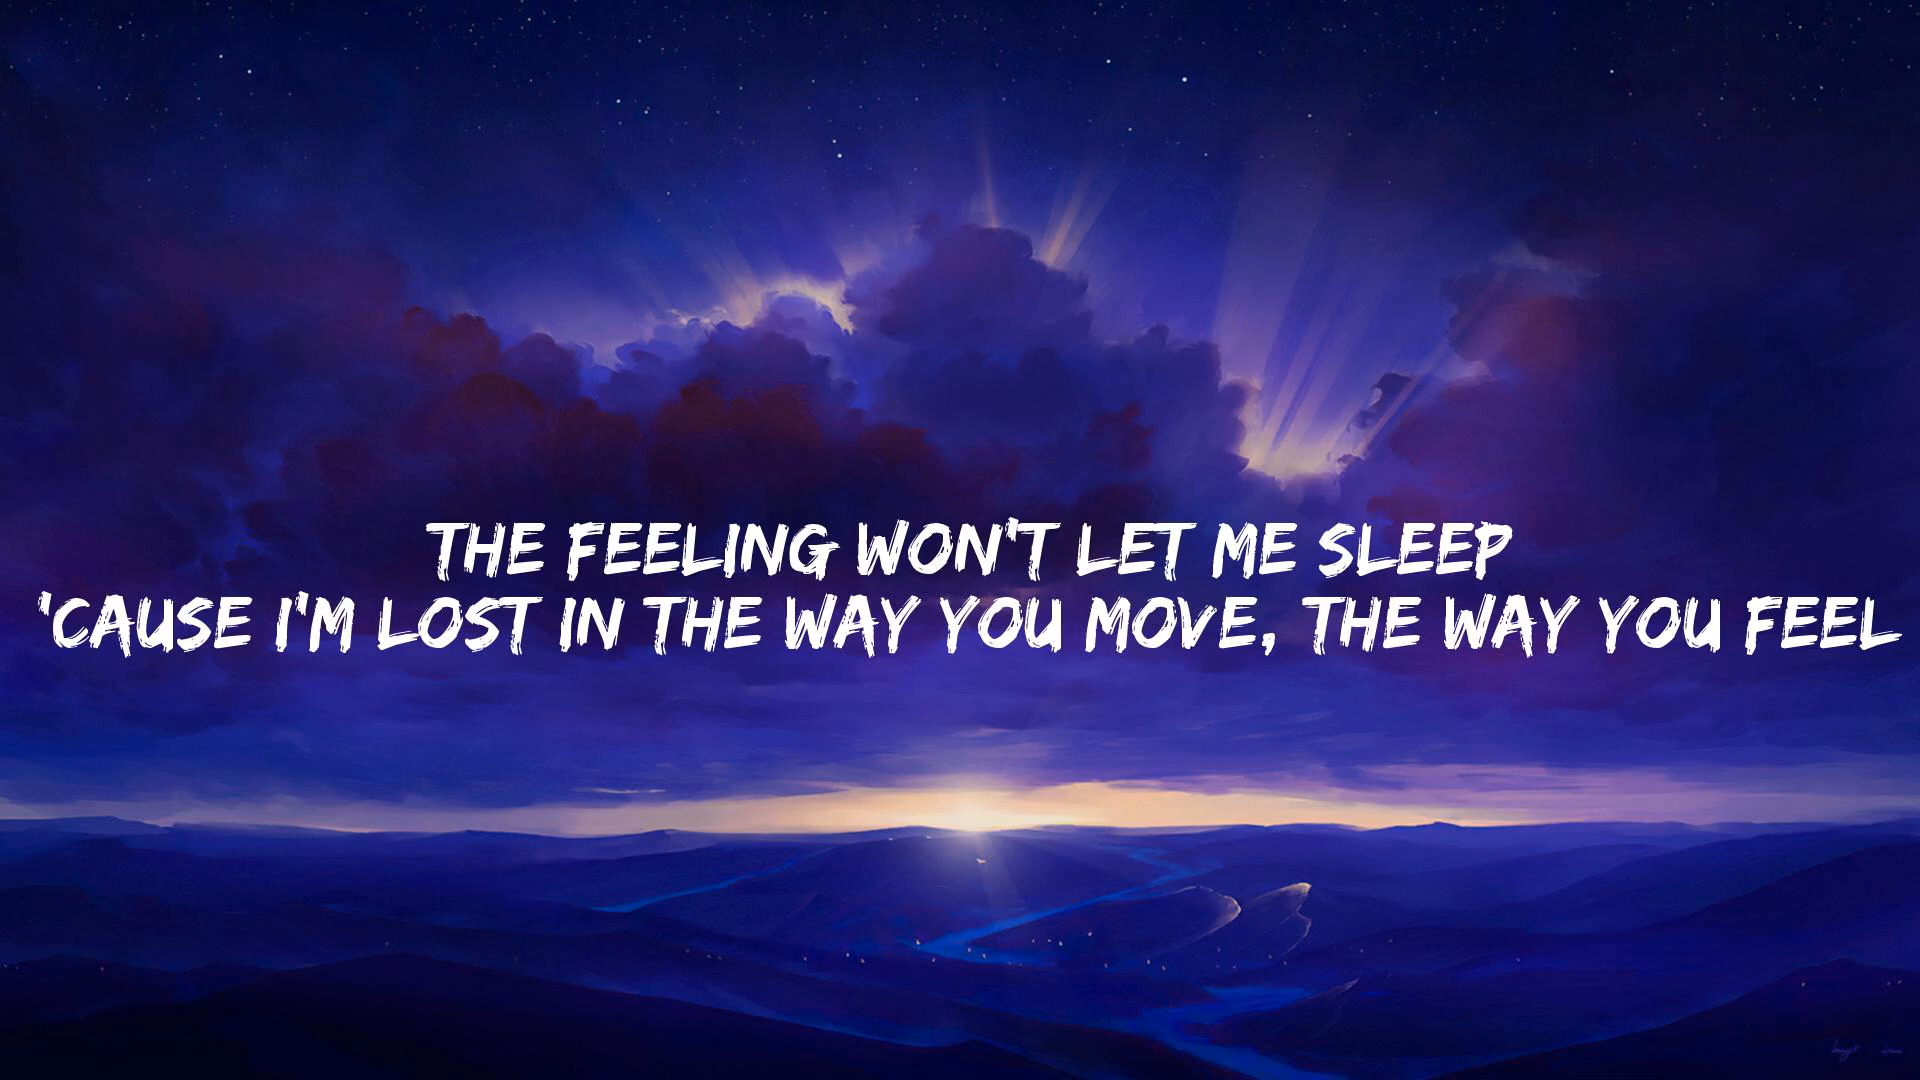 THE FEELING WON'T LET ME SLEEP
'CAUSE I'M LOST IN THE WAY YOU MOVE, THE WAY YOU FEEL